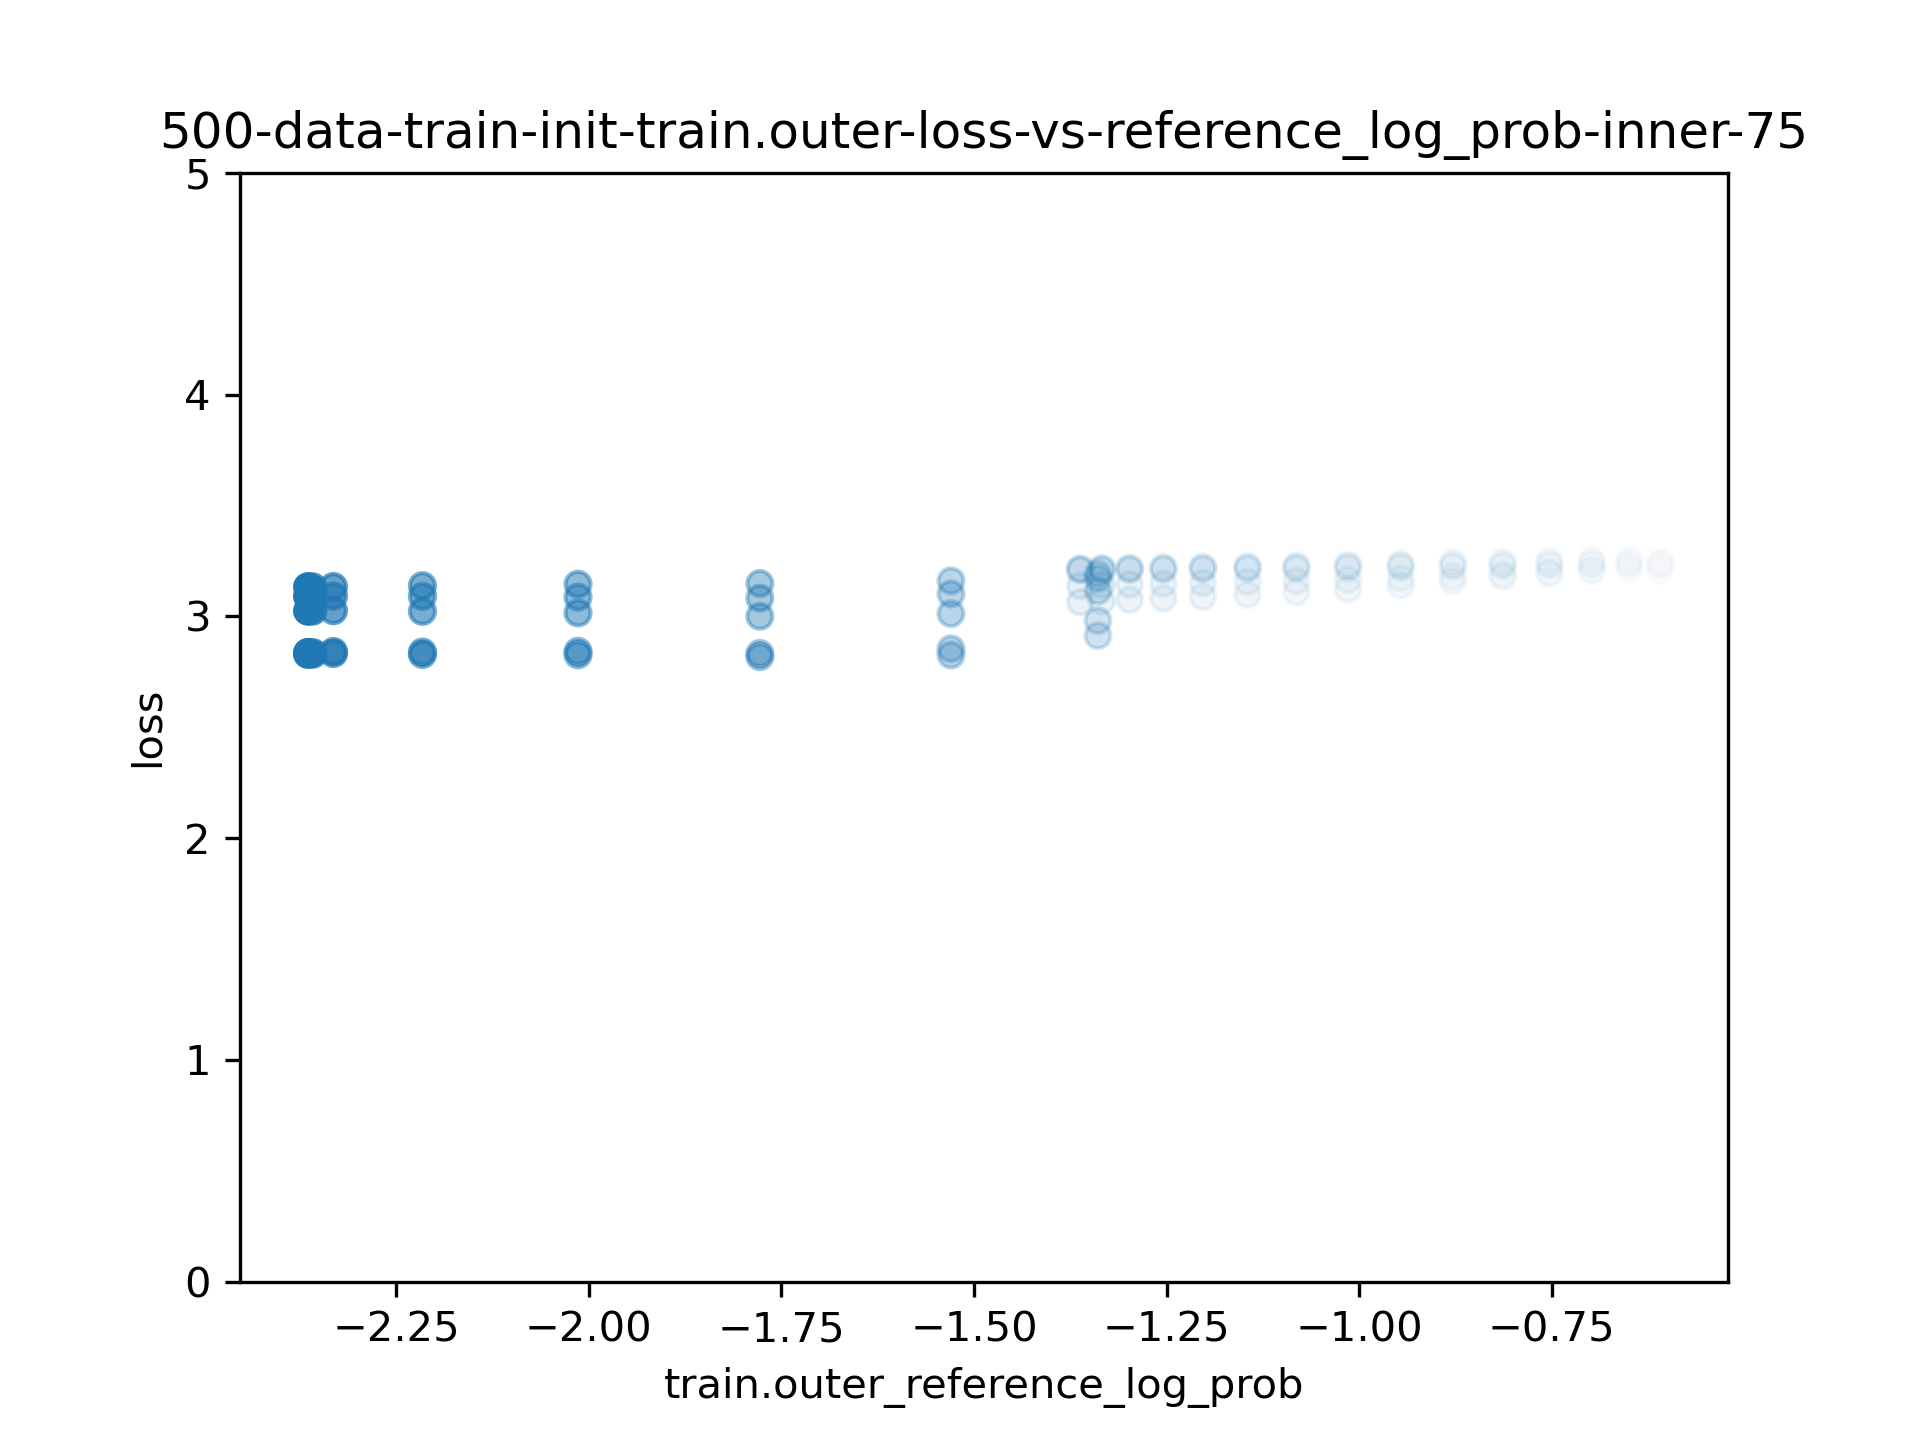 500-data-train-init-train.outer-loss-vs-reference_log_prob-inner-75
5
4
3
2
1
0
loss
−2.25 −2.00 −1.75 −1.50 −1.25 −1.00 −0.75
train.outer_reference_log_prob